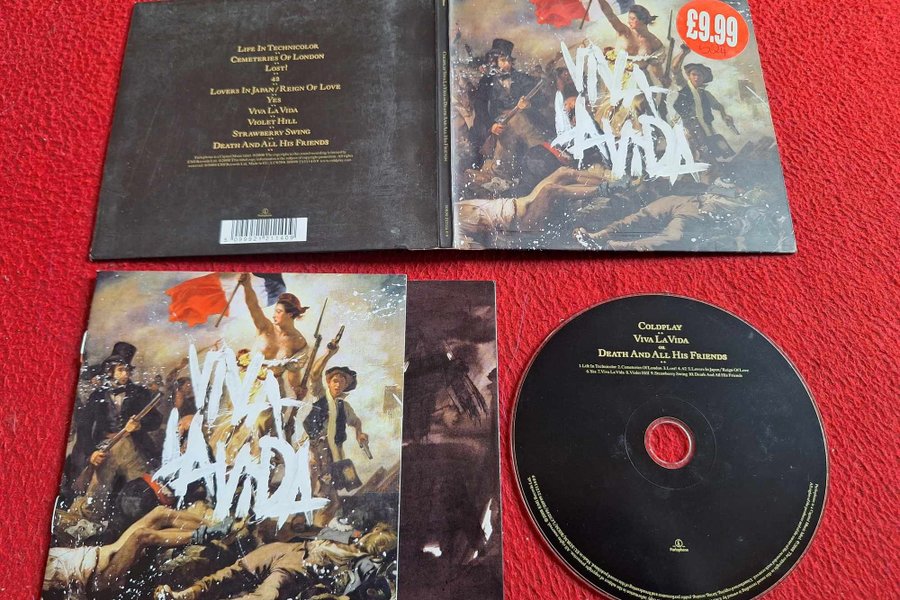 Life In Technicolor
Cemeteries Of London
Lost!
42
Lovers In Japan/Reign Of Love
Yes
Viva La Vida
Violet Hill
Strawberry Swing
Death And All His Friends
5 099921 211409
Parlophone
£9.99
VIVA
LA VIDA
VIVA
LA VIDA
Coldplay
Viva La Vida
or
Death And All His Friends
1. Life In Technicolor 2. Cemeteries Of London 3. Lost! 4. 42 5. Lovers In Japan/Reign Of Love
6. Yes 7. Viva La Vida 8. Violet Hill 9. Strawberry Swing 10. Death And All His Friends
Parlophone